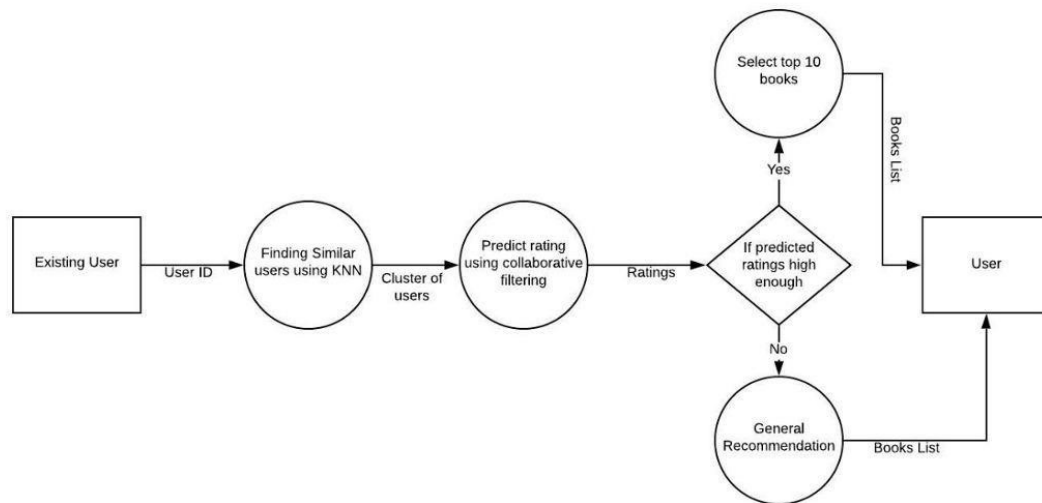 Existing User
User ID
Finding Similar
users using KNN
Cluster of
users
Predict rating
using collaborative
filtering
Ratings
If predicted
ratings high
enough
Yes
Select top 10
books
Books List
No
General
Recommendation
Books List
User